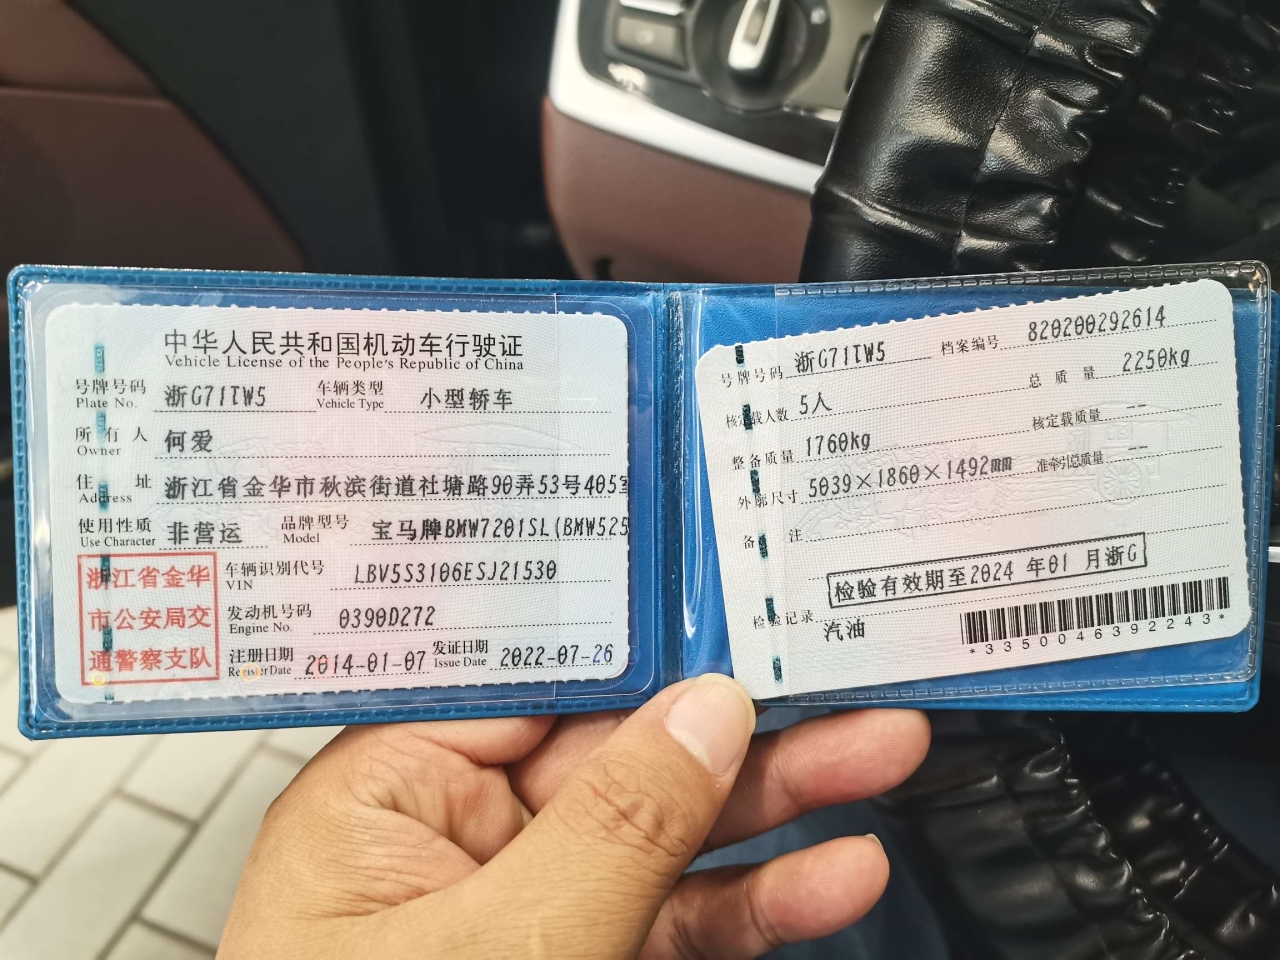 中华人民共和国机动车行驶证
Vehicle License of the People's Republic of China
号牌号码 浙G71TW5 车辆类型 小型轿车
Plate No. Vehicle Type
所有人 何爱
Owner
住址 浙江省金华市秋滨街道社塘路90弄53号405室
Address
使用性质 非营运 品牌型号 宝马牌BMW7201SL(BMW525
Use Character Model
浙江省金华
市公安局交
通警察支队
车辆识别代号 LBV5S3106ESJ21530
VIN
发动机号码 0390D272
Engine No.
注册日期 2014-01-07 发证日期 2022-07-26
Register Date Issue Date
号牌号码 浙G71TW5 档案编号 820200292614
核定载人数 5人 总质量 2250kg
整备质量 1760kg 核定载质量 --
外廓尺寸 5039×1860×1492mm 准牵引总质量 --
备注
检验有效期至2024年01月浙G
检验记录
汽油
*3350046392243*